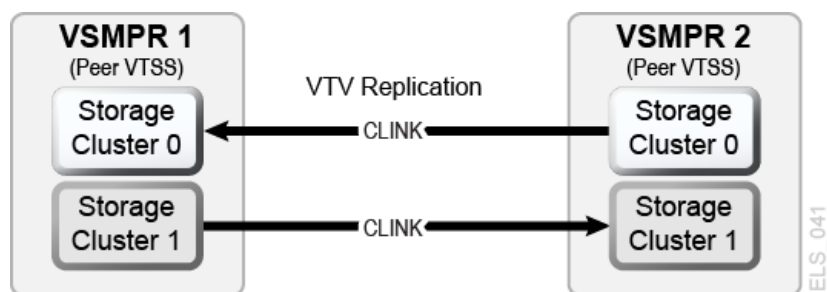 VSMPR 1
(Peer VTSS)
Storage
Cluster 0
Storage
Cluster 1
VTV Replication
CLINK
CLINK
VSMPR 2
(Peer VTSS)
Storage
Cluster 0
Storage
Cluster 1
ELS_041